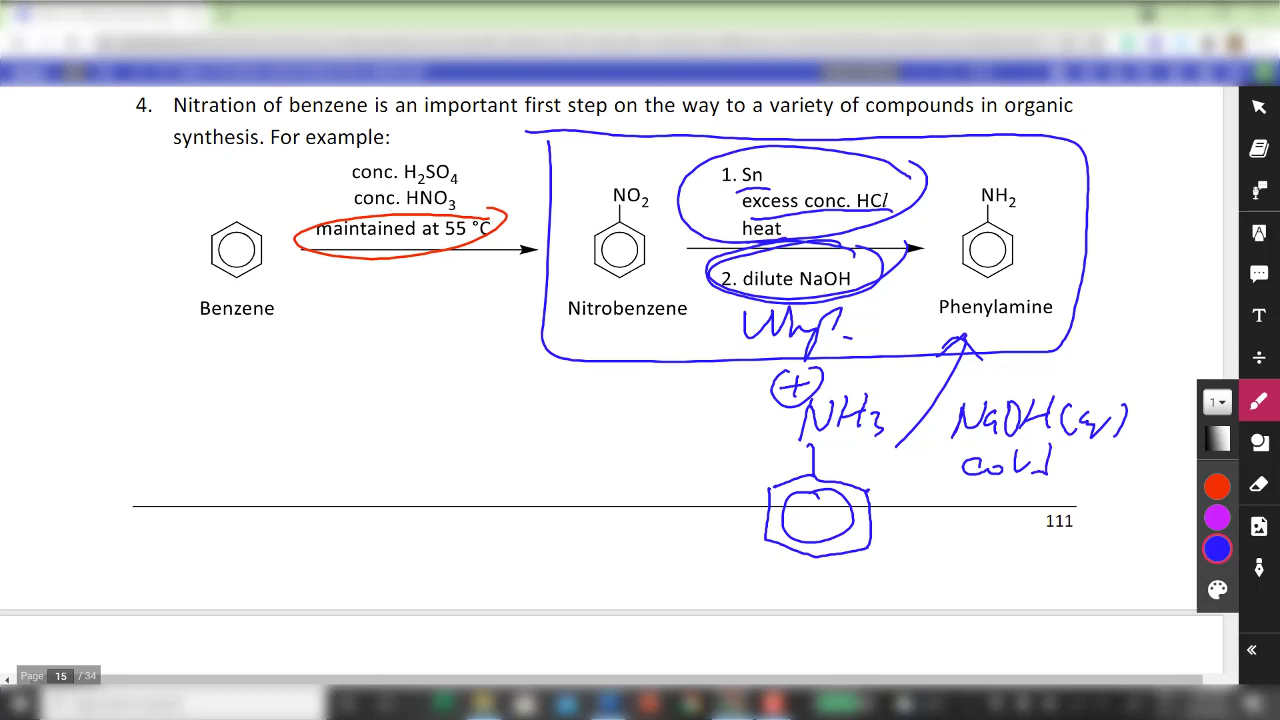 4. Nitration of benzene is an important first step on the way to a variety of compounds in organic
synthesis. For example:
conc. H₂SO₄
conc. HNO₃
maintained at 55 °C
Benzene
NO₂
Nitrobenzene
1. Sn
excess conc. HCl
heat
2. dilute NaOH
Why?
NH₂
Phenylamine
+
NH₃
NaOH(aq)
cold
111
1
T
Page 15 / 34